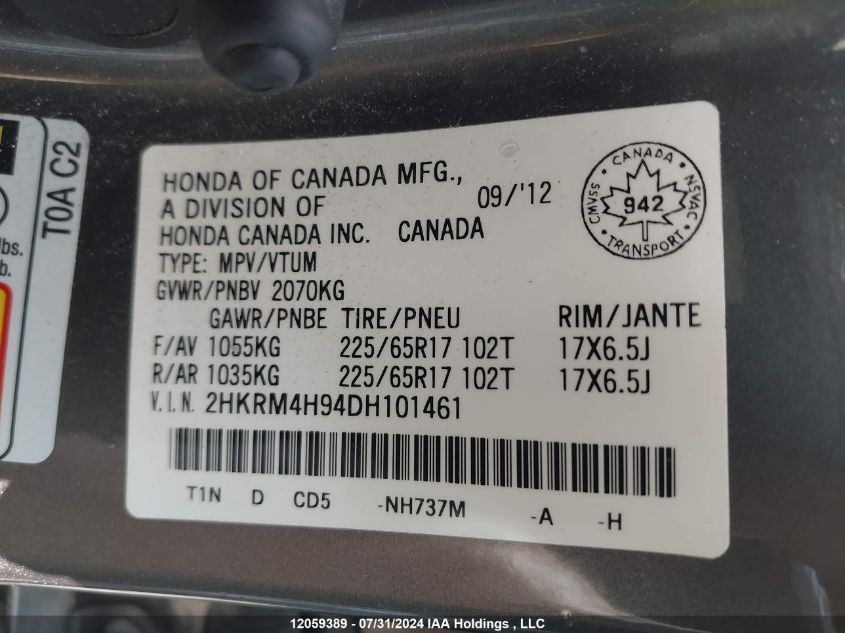 T0A C2
lbs.
b.
HONDA OF CANADA MFG.,
A DIVISION OF 09/'12
HONDA CANADA INC. CANADA
TYPE: MPV/VTUM
GVWR/PNBV 2070KG
GAWR/PNBE TIRE/PNEU RIM/JANTE
F/AV 1055KG 225/65R17 102T 17X6.5J
R/AR 1035KG 225/65R17 102T 17X6.5J
V.I.N. 2HKRM4H94DH101461
T1N D CD5 -NH737M -A -H
CANADA
CMVSS 942 NSVAC
TRANSPORT
12059389 - 07/31/2024 IAA Holdings , LLC